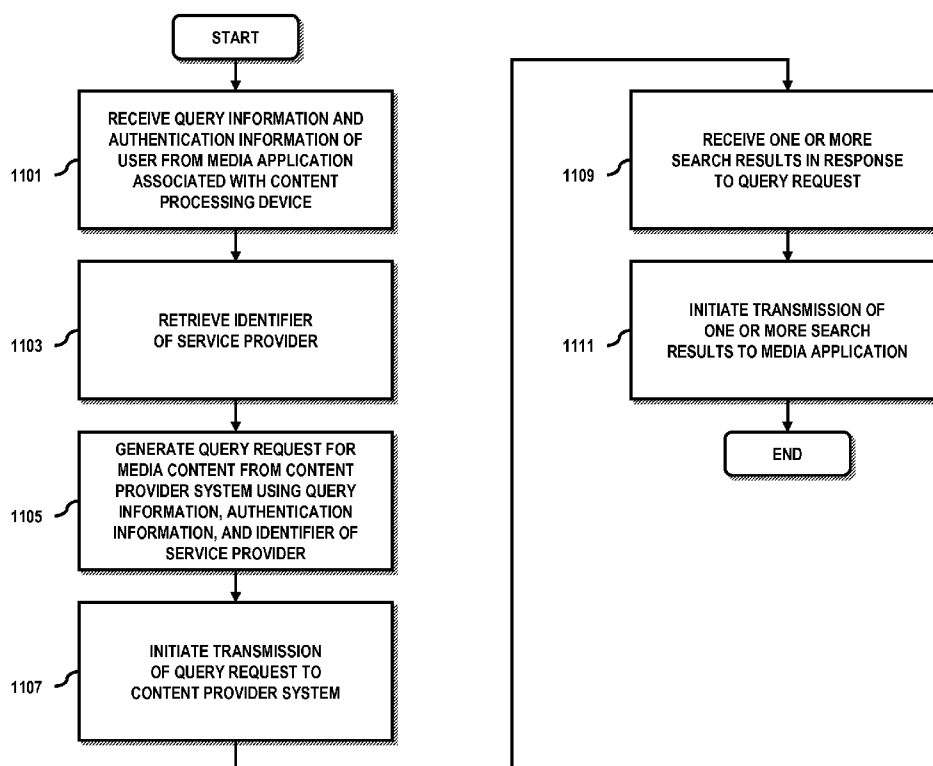 START
RECEIVE QUERY INFORMATION AND
AUTHENTICATION INFORMATION OF
USER FROM MEDIA APPLICATION
ASSOCIATED WITH CONTENT
PROCESSING DEVICE
1101
RETRIEVE IDENTIFIER
OF SERVICE PROVIDER
1103
GENERATE QUERY REQUEST FOR
MEDIA CONTENT FROM CONTENT
PROVIDER SYSTEM USING QUERY
INFORMATION, AUTHENTICATION
INFORMATION, AND IDENTIFIER OF
SERVICE PROVIDER
1105
INITIATE TRANSMISSION
OF QUERY REQUEST TO
CONTENT PROVIDER SYSTEM
1107
RECEIVE ONE OR MORE
SEARCH RESULTS IN RESPONSE
TO QUERY REQUEST
1109
INITIATE TRANSMISSION OF
ONE OR MORE SEARCH
RESULTS TO MEDIA APPLICATION
1111
END